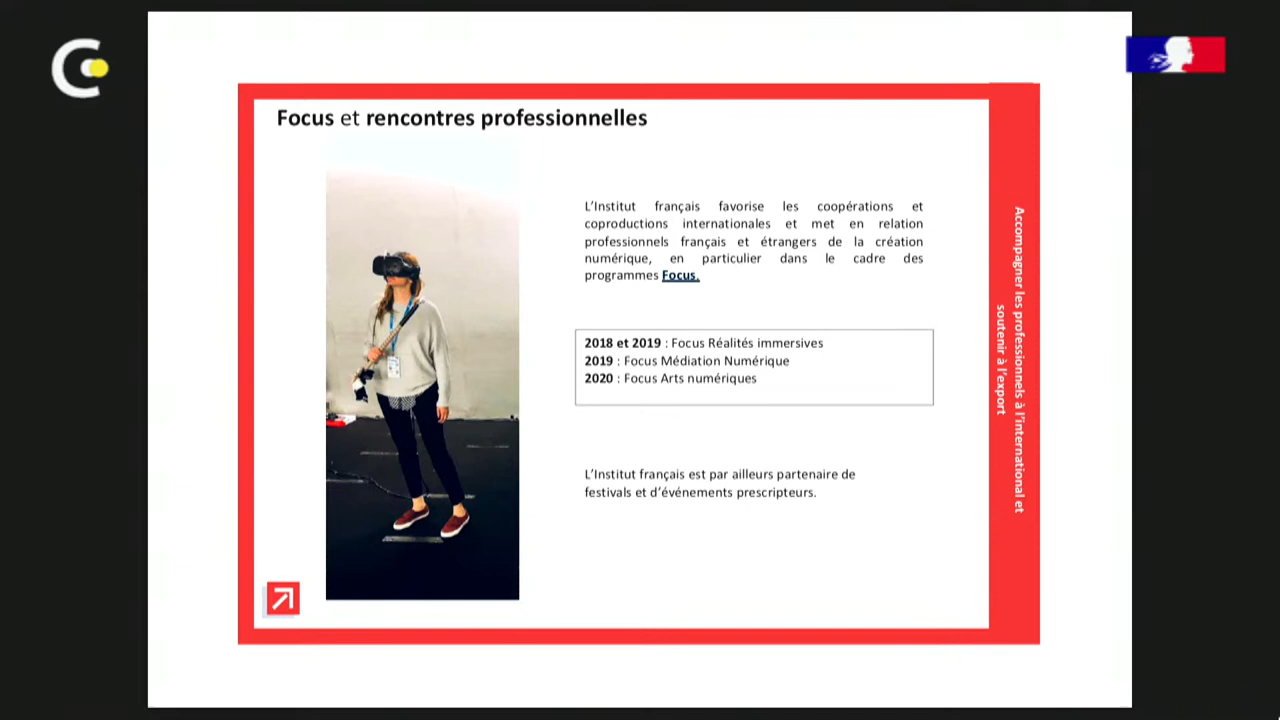 Focus et rencontres professionnelles
L'Institut français favorise les coopérations et
coproductions internationales et met en relation
professionnels français et étrangers de la création
numérique, en particulier dans le cadre des
programmes Focus.
2018 et 2019 : Focus Réalités immersives
2019 : Focus Médiation Numérique
2020 : Focus Arts numériques
L'Institut français est par ailleurs partenaire de
festivals et d'événements prescripteurs.
Accompagner les professionnels à l'international et
soutenir à l'export